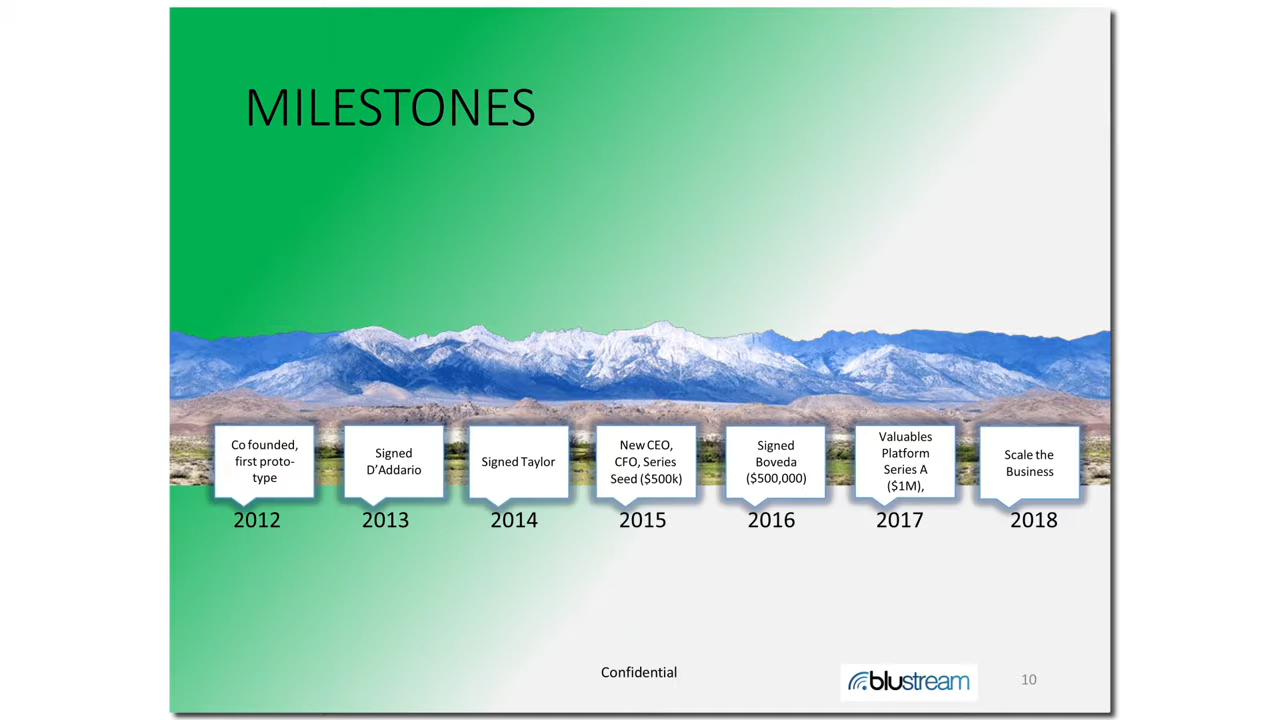 MILESTONES
Co founded,
first proto-
type
Signed
D’Addario
Signed Taylor
New CEO,
CFO, Series
Seed ($500k)
Signed
Boveda
($500,000)
Valuables
Platform
Series A
($1M),
Scale the
Business
2012
2013
2014
2015
2016
2017
2018
Confidential
blustream
10